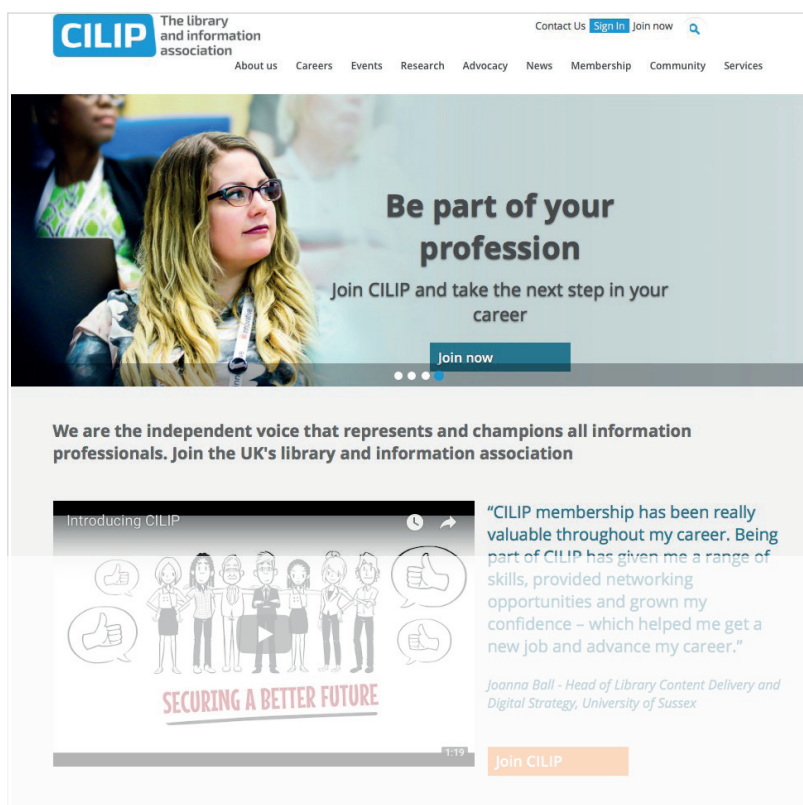 CILIP
The library
and information
association
Contact Us Sign In Join now
About us Careers Events Research Advocacy News Membership Community Services
Be part of your
profession
Join CILIP and take the next step in your
career
Join now
We are the independent voice that represents and champions all information
professionals. Join the UK's library and information association
Introducing CILIP
SECURING A BETTER FUTURE
1:19
“CILIP membership has been really
valuable throughout my career. Being
part of CILIP has given me a range of
skills, provided networking
opportunities and grown my
confidence – which helped me get a
new job and advance my career.”
Joanna Ball - Head of Library Content Delivery and
Digital Strategy, University of Sussex
Join CILIP